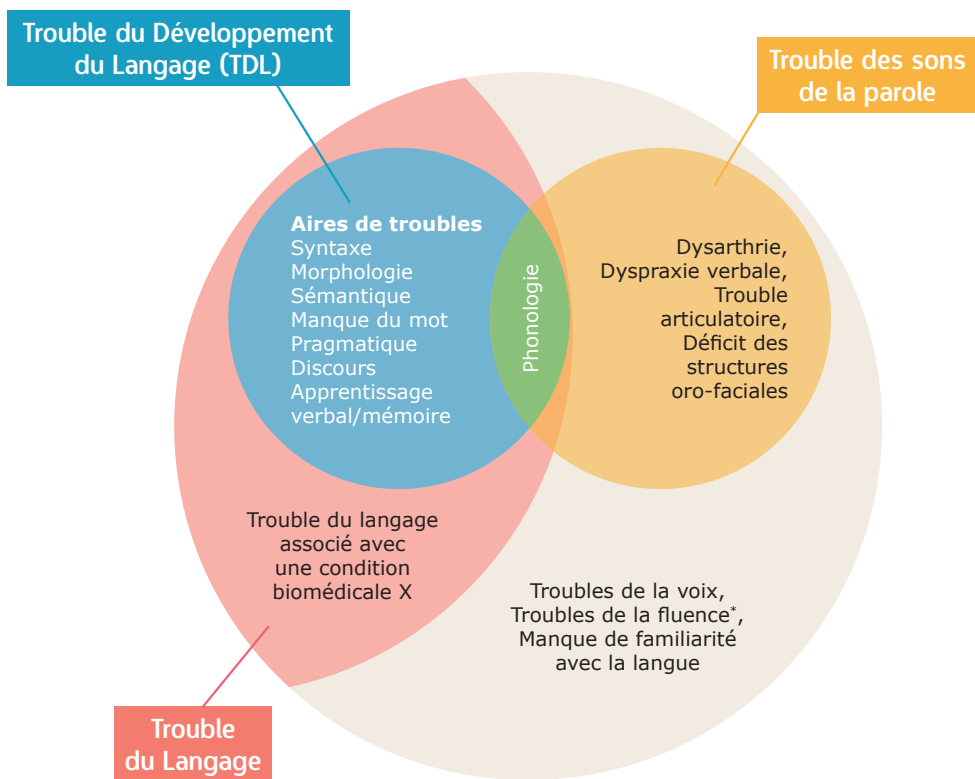 Trouble du Développement
du Langage (TDL)
Trouble des sons
de la parole
Aires de troubles
Syntaxe
Morphologie
Sémantique
Manque du mot
Pragmatique
Discours
Apprentissage
verbal/mémoire
Phonologie
Dysarthrie,
Dyspraxie verbale,
Trouble
articulatoire,
Déficit des
structures
oro-faciales
Trouble du langage
associé avec
une condition
biomédicale X
Troubles de la voix,
Troubles de la fluence*,
Manque de familiarité
avec la langue
Trouble
du Langage